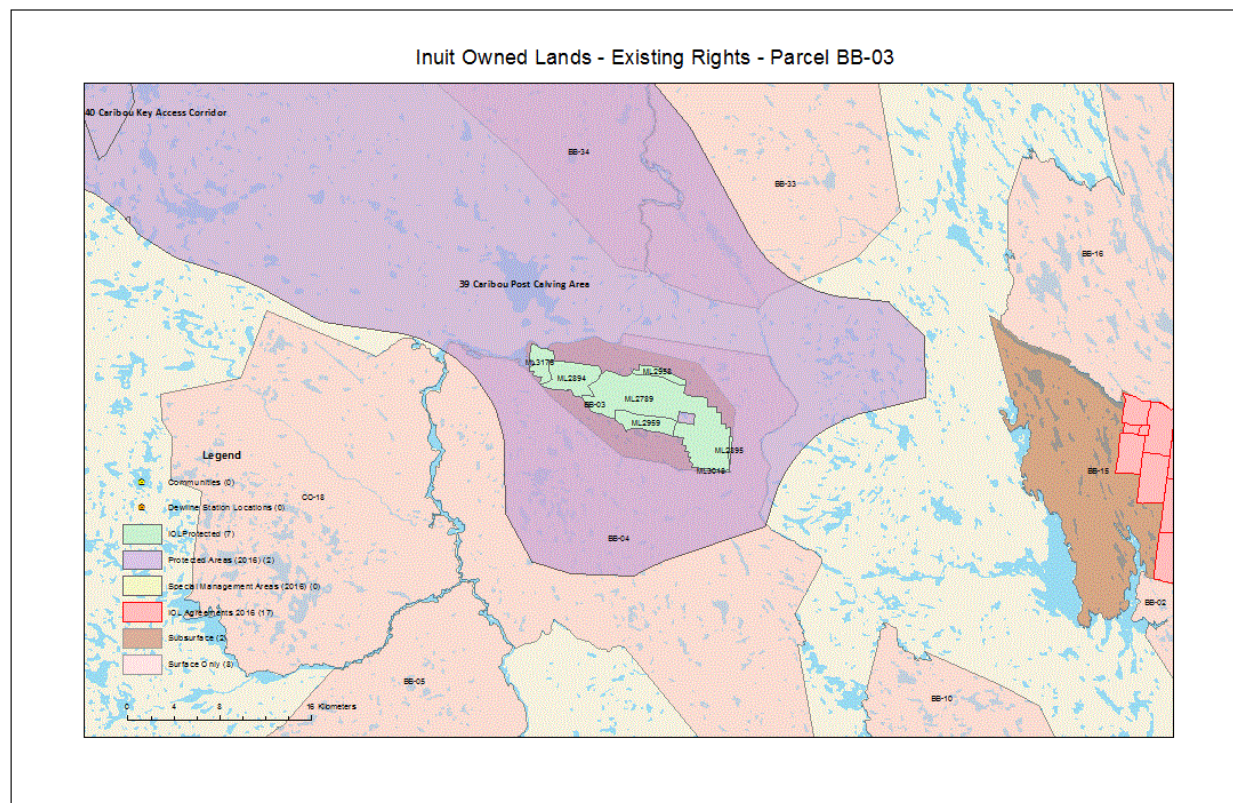 Inuit Owned Lands - Existing Rights - Parcel BB-03
40 Caribou Key Access Corridor
BB-34
BB-33
BB-16
39 Caribou Post Calving Area
ML3176
ML2958
ML2894
ML2789
BB-03
ML2959
ML2895
ML3018
BB-15
CO-18
BB-04
BB-02
BB-05
BB-10
Legend
Communities (0)
Dewline Station Locations (0)
IOL Protected (7)
Protected Areas (2016) (2)
Special Management Areas (2016) (0)
IOL Agreements 2016 (17)
Subsurface (2)
Surface Only (8)
0 4 8 16 Kilometers